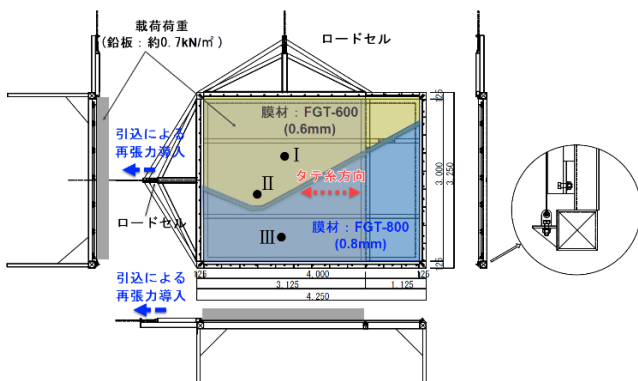 載荷荷重
(鉛板：約0.7kN/㎡)
ロードセル
膜材：FGT-600
(0.6mm)
引込による
再張力導入
Ⅰ
タテ糸方向
Ⅱ
ロードセル
膜材：FGT-800
(0.8mm)
Ⅲ
125
3.000
3.250
125
引込による
再張力導入
125
4.000
125
3.125
1.125
4.250